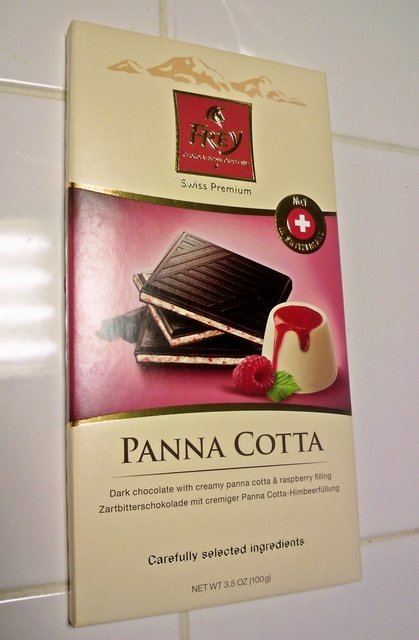 FREY
Swiss Premium
PANNA COTTA
Dark chocolate with creamy panna cotta & raspberry filling
Zartbitterschokolade mit cremiger Panna Cotta-Himbeerfüllung
Carefully selected ingredients
NET WT 3.5 OZ (100g)